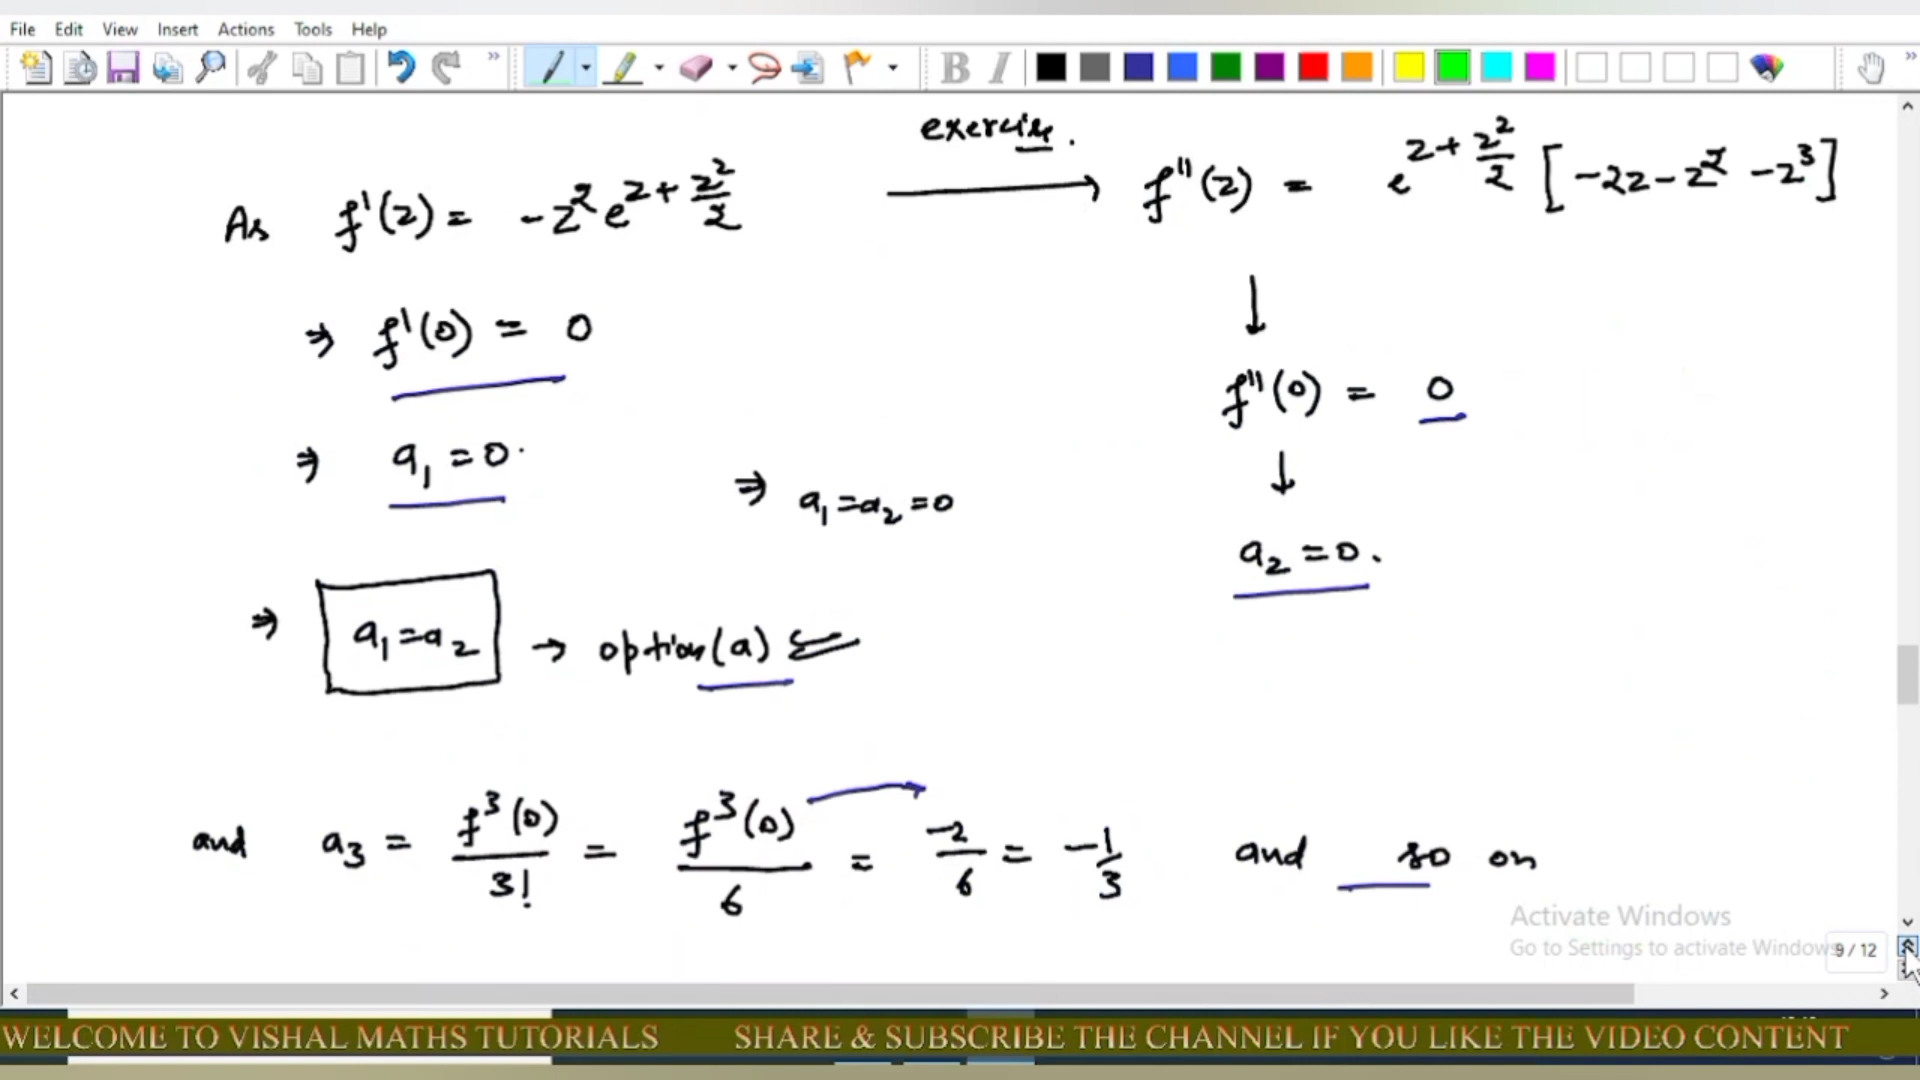 File Edit View Insert Actions Tools Help
exercise.
As f'(z) = -z²e^{z+z²/2} → f''(z) = e^{z+z²/2} [-2z-z²-z³]
↓
⇒ f'(0) = 0
f''(0) = 0
↓
⇒ a₁=0.
⇒ a₁=a₂=0
a₂=0.
⇒ a₁=a₂ → option(a)
and a₃ = f³(0)/3! = f³(0)/6 = -2/6 = -1/3 and so on
Activate Windows
Go to Settings to activate Windows
9 / 12
WELCOME TO VISHAL MATHS TUTORIALS SHARE & SUBSCRIBE THE CHANNEL IF YOU LIKE THE VIDEO CONTENT